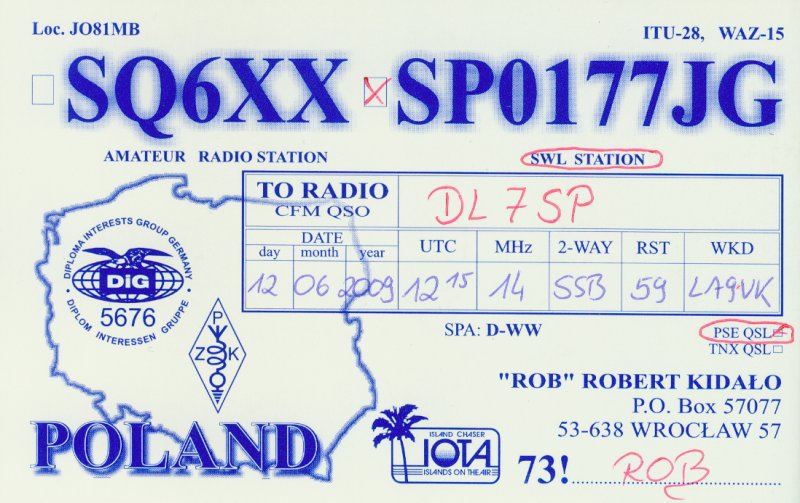 Loc. JO81MB
ITU-28, WAZ-15
SQ6XX SP0177JG
AMATEUR RADIO STATION
SWL STATION
TO RADIO
CFM QSO
DL7SP
DATE
day month year
UTC MHz 2-WAY RST WKD
12 06 2009 12 15 14 SSB 59 LA9VK
DIPLOMA INTERESTS GROUP GERMANY
DIG
5676
DIPLOM INTERESSEN GRUPPE
P
Z K
SPA: D-WW
PSE QSL
TNX QSL
"ROB" ROBERT KIDAŁO
P.O. Box 57077
53-638 WROCŁAW 57
POLAND
ISLAND CHASER
IOTA
ISLANDS ON THE AIR
73! ROB